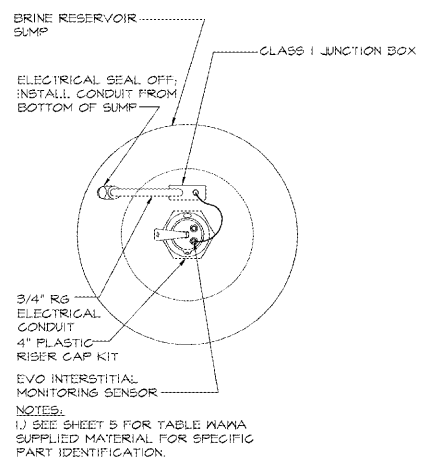 BRINE RESERVOIR
SUMP
CLASS 1 JUNCTION BOX
ELECTRICAL SEAL OFF;
INSTALL CONDUIT FROM
BOTTOM OF SUMP
3/4" RG
ELECTRICAL
CONDUIT
4" PLASTIC
RISER CAP KIT
EVO INTERSTITIAL
MONITORING SENSOR
NOTES:
1.) SEE SHEET 5 FOR TABLE WAWA
SUPPLIED MATERIAL FOR SPECIFIC
PART IDENTIFICATION.